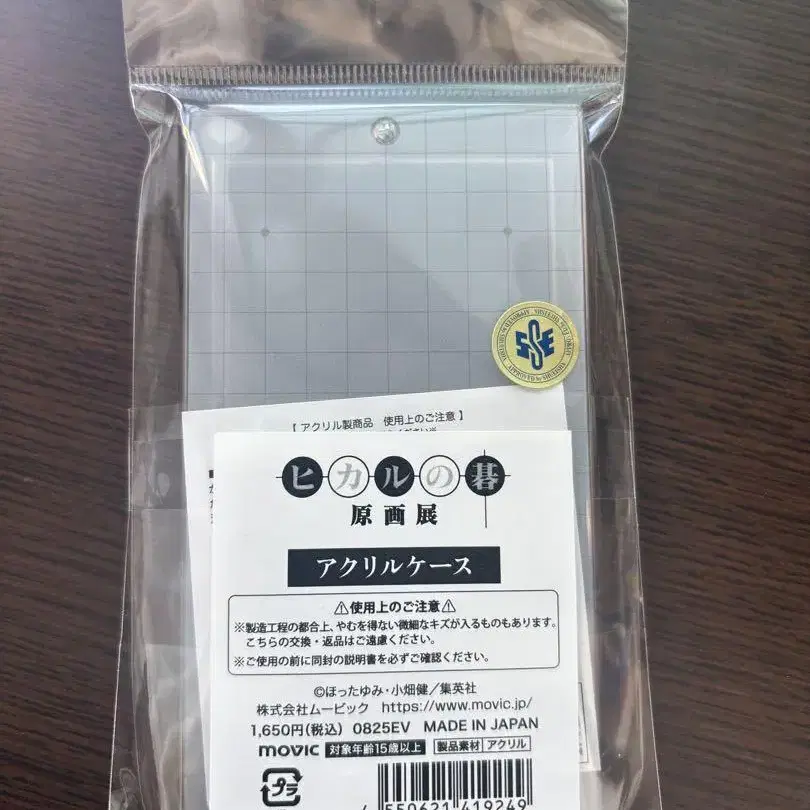 SSE
【 アクリル製商品 使用上のご注意 】
ヒカルの碁
原画展
アクリルケース
⚠使用上のご注意⚠
※製造工程の都合上、やむを得ない微細なキズが入るものもあります。
こちらの交換・返品はご遠慮ください。
※ご使用の前に同封の説明書を必ずご確認ください。
©ほったゆみ・小畑健／集英社
株式会社ムービック https://www.movic.jp/
1,650円(税込) 0825EV MADE IN JAPAN
movic 対象年齢15歳以上 製品素材 アクリル
プラ
4 550621 419249